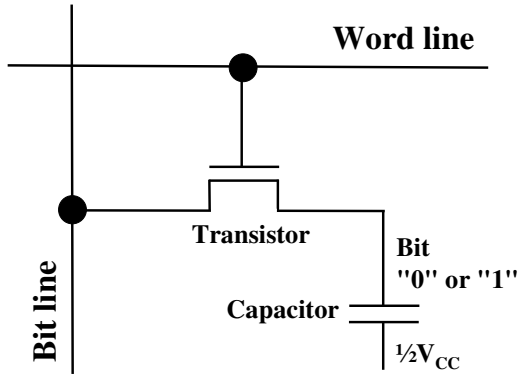 Word line
Transistor
Bit
"0" or "1"
Capacitor
Bit line
½VCC